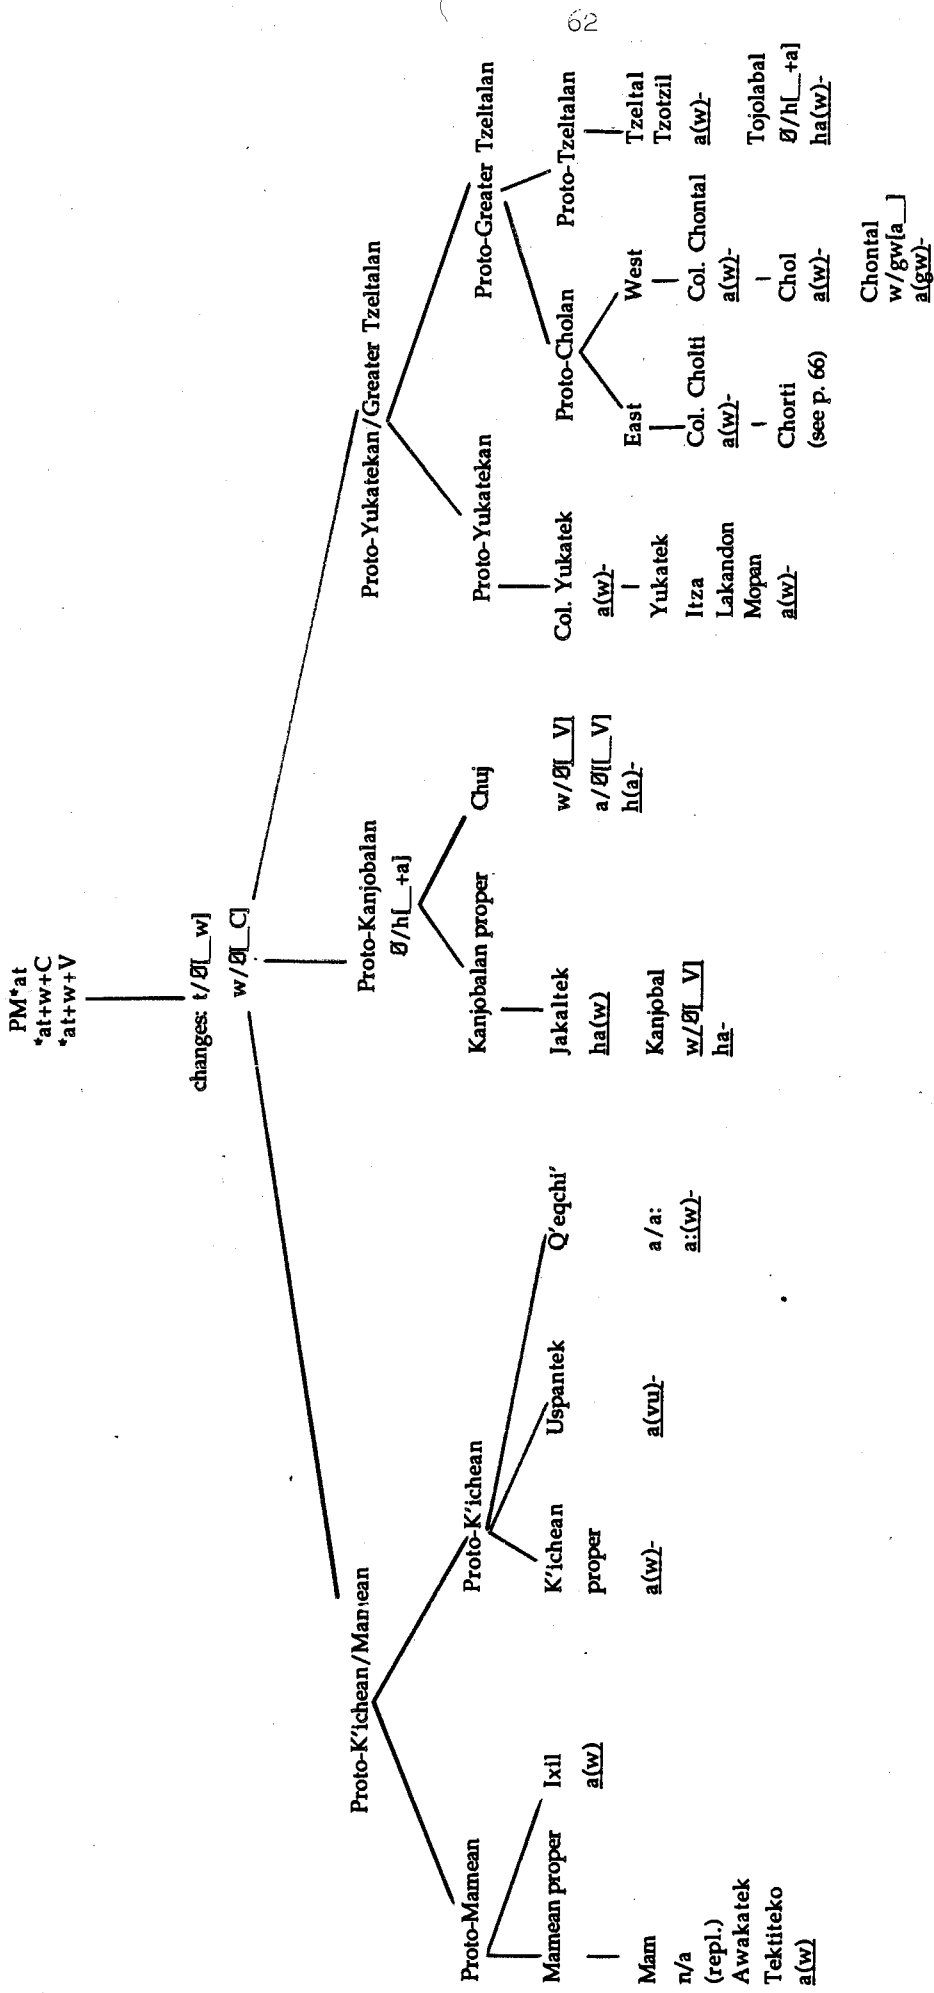 62
PM*at
*at+w+C
*at+w+V
changes: t/Ø[__w]
w/Ø[__C]
Proto-K'ichean/Mamean
Proto-Mamean
Mamean proper
Mam
n/a
(repl.)
Awakatek
Tektiteko
a(w)
Ixil
a(w)
Proto-K'ichean
K'ichean
proper
a(w)-
Uspantek
a(vu)-
Q'eqchi'
a/a:
a:(w)-
Proto-Kanjobalan
Ø/h[__+a]
Kanjobalan proper
Jakaltek
ha(w)
Kanjobal
w/Ø[__V]
ha-
Chuj
w/Ø[__V]
a/Ø[[__V]
h(a)-
Proto-Yukatekan/Greater Tzeltalan
Proto-Yukatekan
Col. Yukatek
a(w)-
Yukatek
Itza
Lakandon
Mopan
a(w)-
Proto-Greater Tzeltalan
Proto-Cholan
East
Col. Cholti
a(w)-
Chorti
(see p. 66)
West
Col. Chontal
a(w)-
Chol
a(w)-
Chontal
w/gw[a__]
a(gw)-
Proto-Tzeltalan
Tzeltal
Tzotzil
a(w)-
Tojolabal
Ø/h[__+a]
ha(w)-